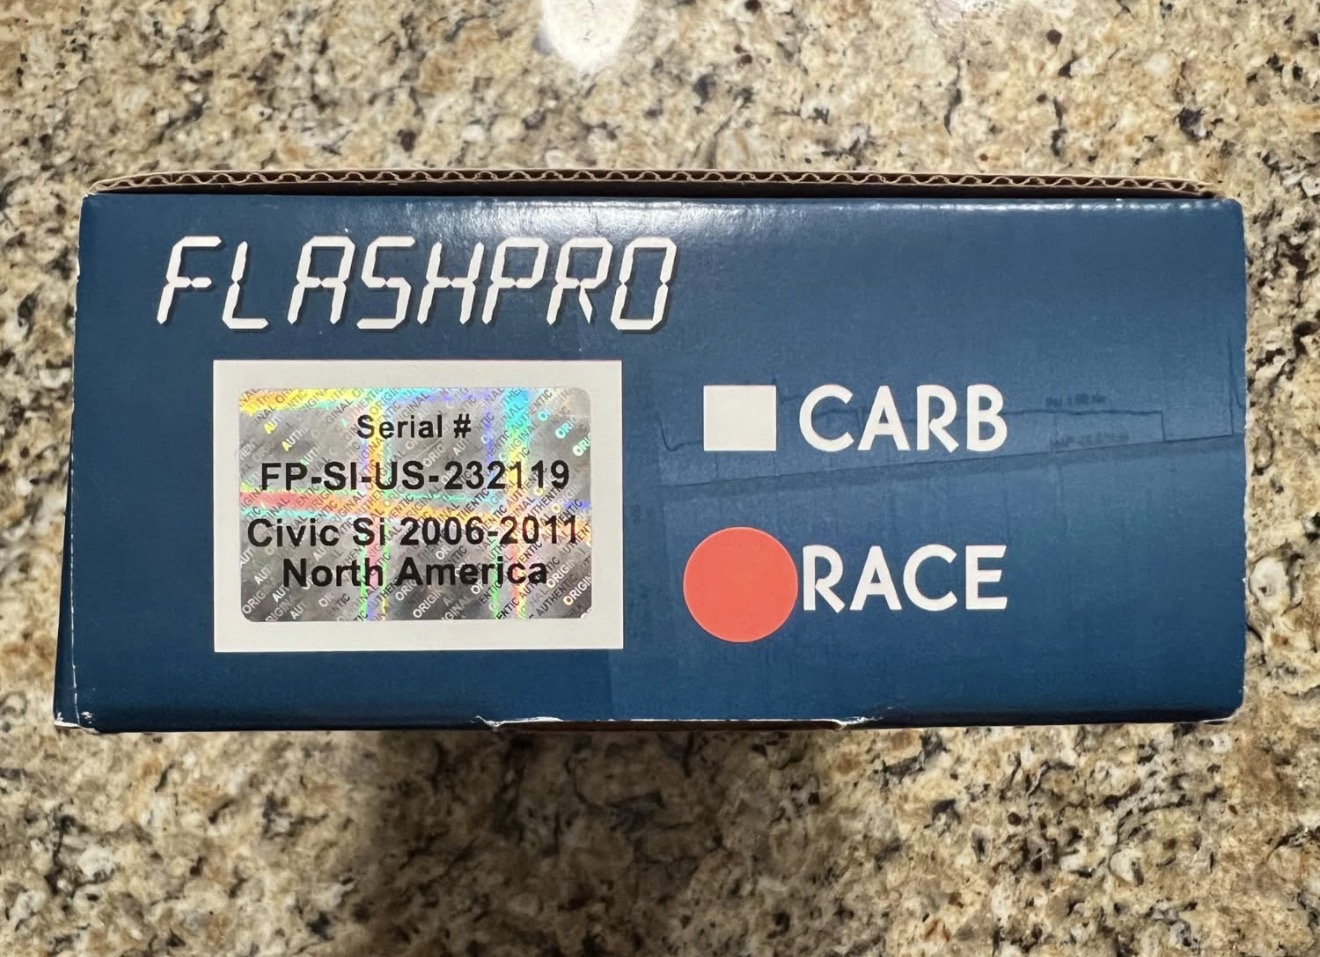 FLASHPRO
Serial #
FP-SI-US-232119
Civic Si 2006-2011
North America
CARB
RACE